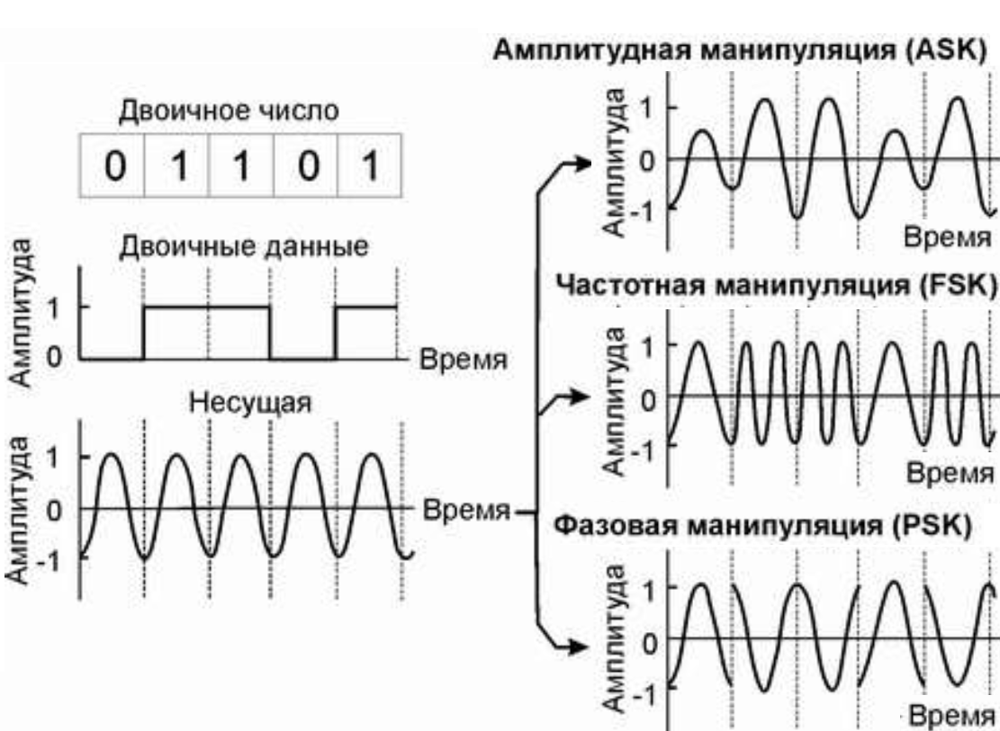 Амплитудная манипуляция (ASK)
Двоичное число
0 1 1 0 1
Амплитуда
1
0
-1
Время
Двоичные данные
Амплитуда
1
0
Время
Частотная манипуляция (FSK)
Амплитуда
1
0
-1
Время
Несущая
Амплитуда
1
0
-1
Время
Фазовая манипуляция (PSK)
Амплитуда
1
0
-1
Время